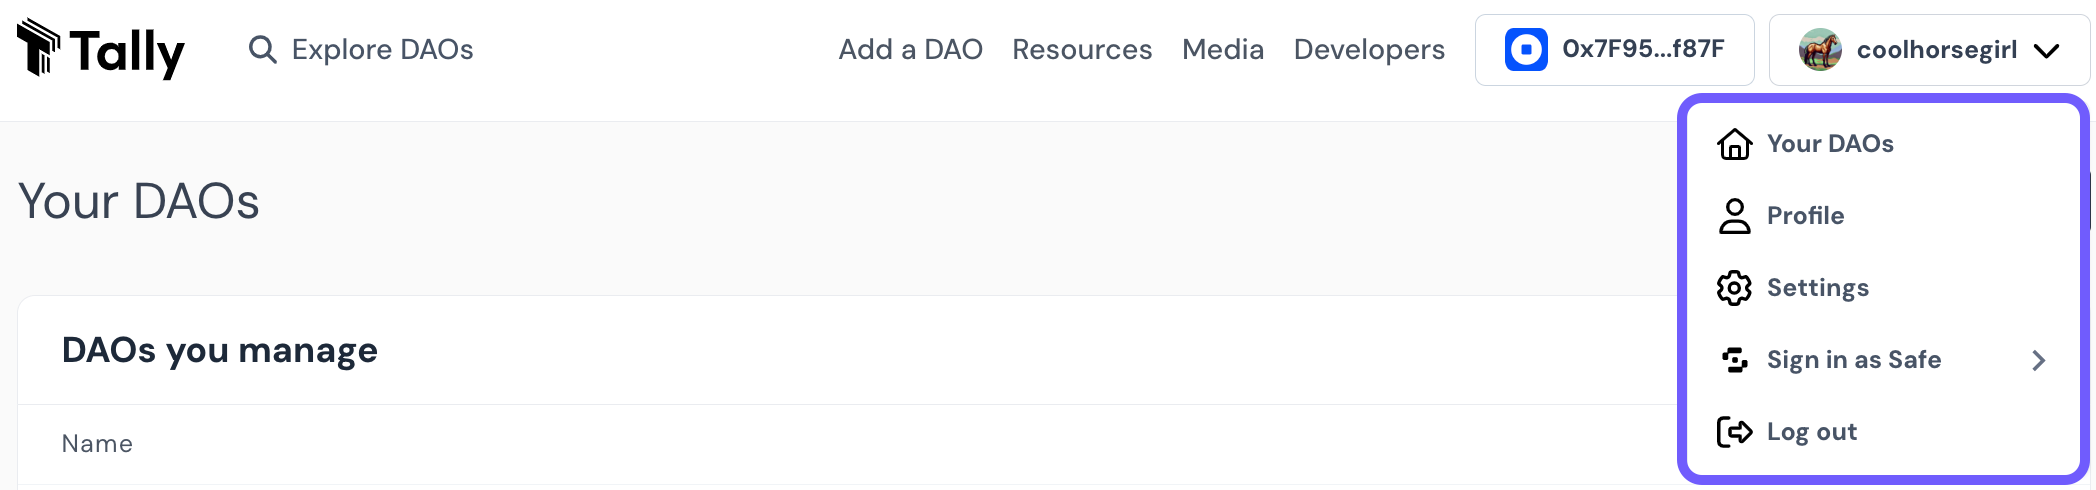 Tally
Explore DAOs
Add a DAO
Resources
Media
Developers
0x7F95...f87F
coolhorsegirl
Your DAOs
Profile
Settings
Sign in as Safe
Log out
Your DAOs
DAOs you manage
Name